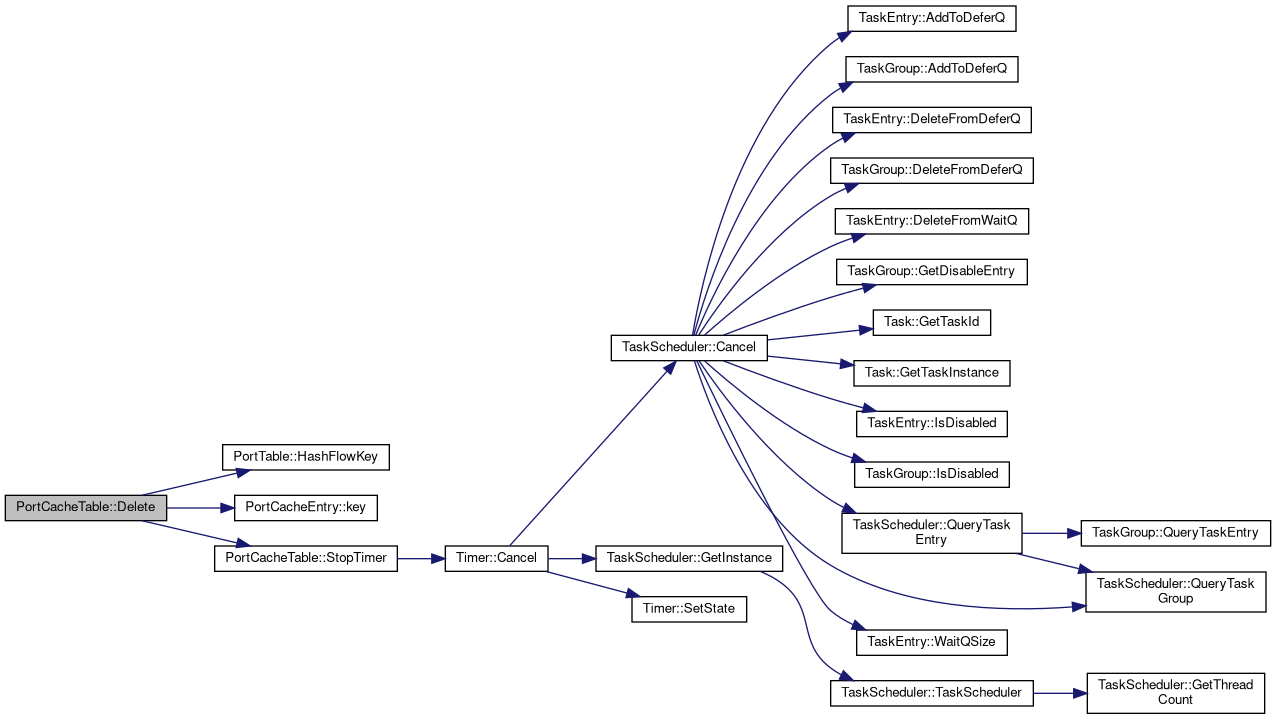 TaskEntry::AddToDeferQ
TaskGroup::AddToDeferQ
TaskEntry::DeleteFromDeferQ
TaskGroup::DeleteFromDeferQ
TaskEntry::DeleteFromWaitQ
TaskGroup::GetDisableEntry
Task::GetTaskId
TaskScheduler::Cancel
Task::GetTaskInstance
TaskEntry::IsDisabled
PortTable::HashFlowKey
TaskGroup::IsDisabled
PortCacheTable::Delete
PortCacheEntry::key
TaskScheduler::QueryTask
Entry
TaskGroup::QueryTaskEntry
PortCacheTable::StopTimer
Timer::Cancel
TaskScheduler::GetInstance
TaskScheduler::QueryTask
Group
Timer::SetState
TaskEntry::WaitQSize
TaskScheduler::TaskScheduler
TaskScheduler::GetThread
Count